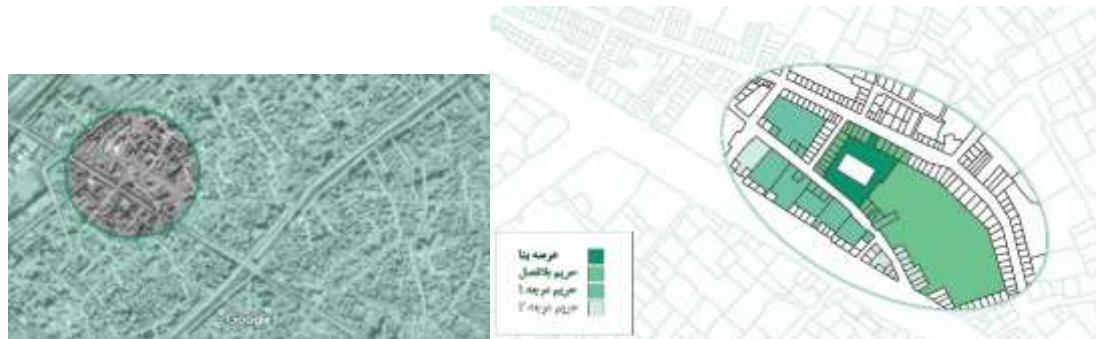 Google
عرصه بنا
حریم بلافصل
حریم درجه ۱
حریم درجه ۲